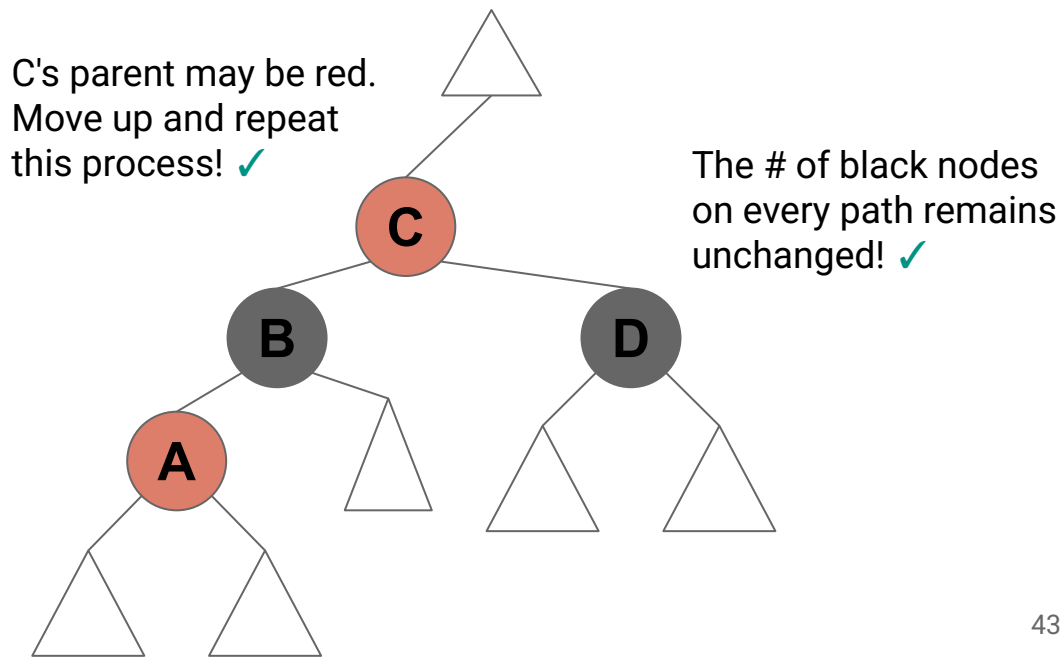 C's parent may be red.
Move up and repeat
this process! ✓
The # of black nodes
on every path remains
unchanged! ✓
C
B
D
A
43